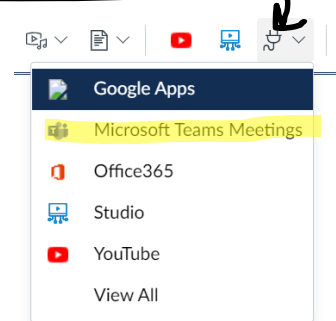 Google Apps
Microsoft Teams Meetings
Office365
Studio
YouTube
View All